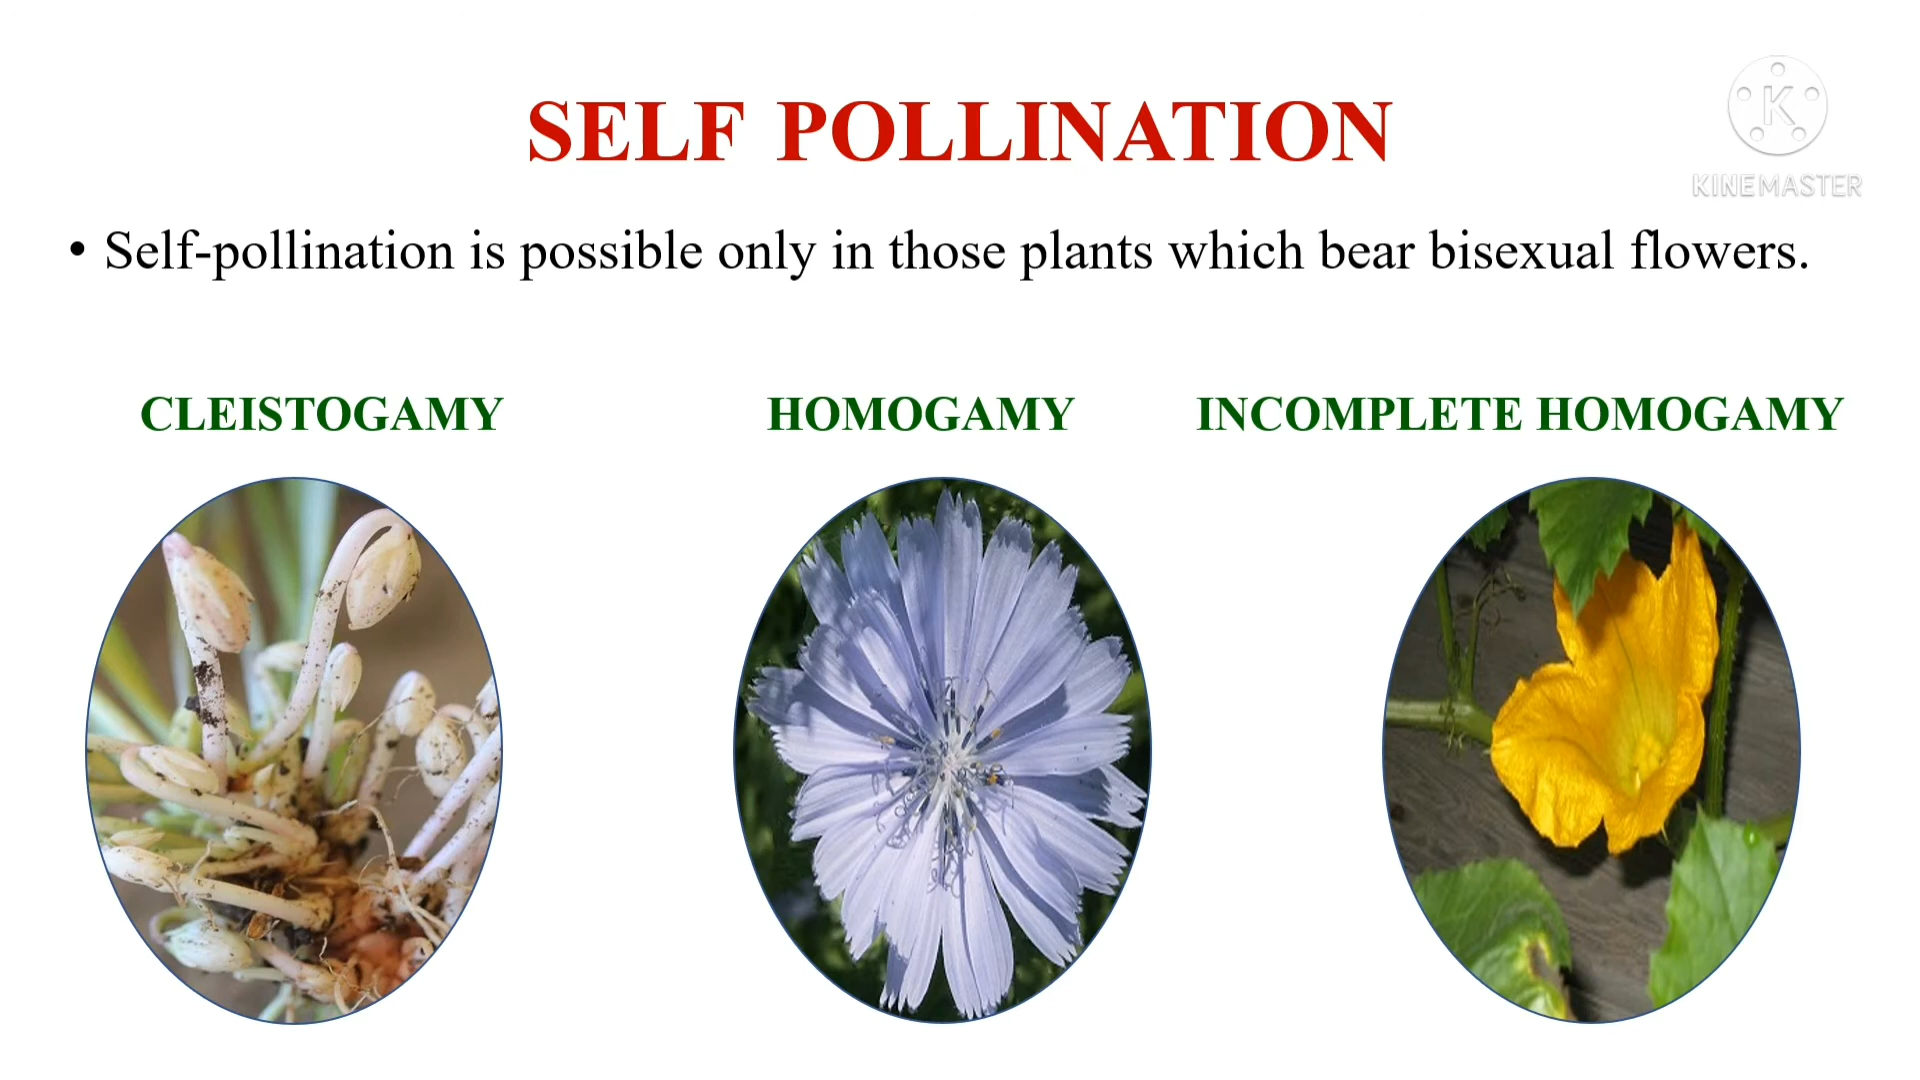 SELF POLLINATION
K
KINEMASTER
• Self-pollination is possible only in those plants which bear bisexual flowers.
CLEISTOGAMY
HOMOGAMY
INCOMPLETE HOMOGAMY